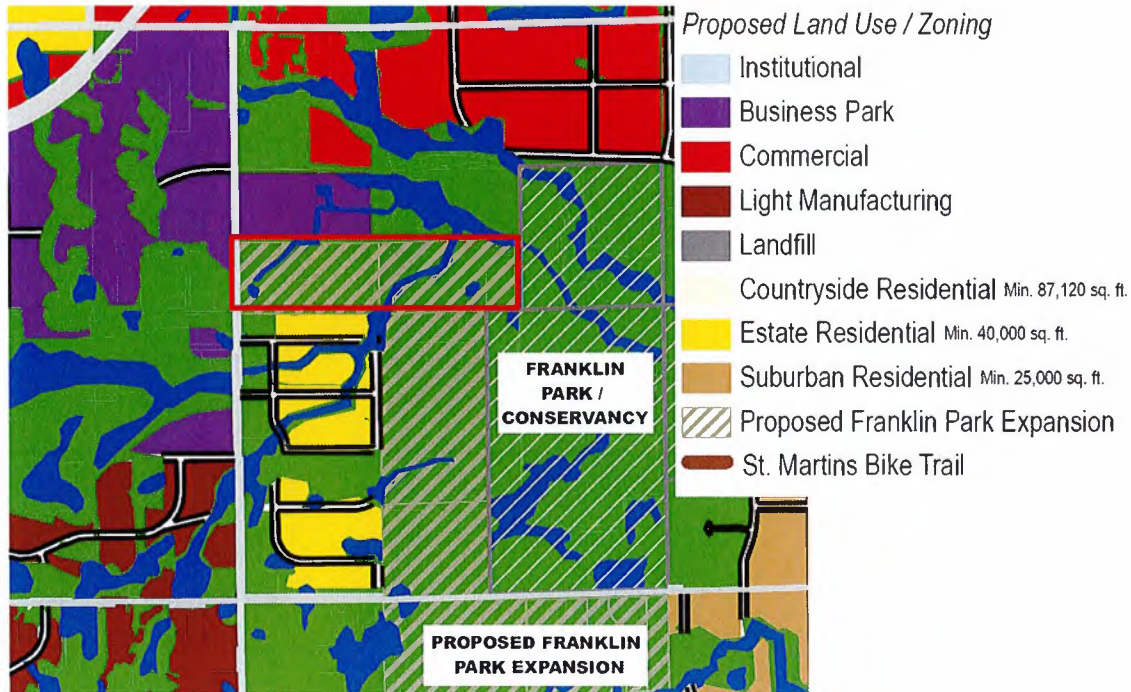 Proposed Land Use / Zoning
Institutional
Business Park
Commercial
Light Manufacturing
Landfill
Countryside Residential Min. 87,120 sq. ft.
Estate Residential Min. 40,000 sq. ft.
Suburban Residential Min. 25,000 sq. ft.
Proposed Franklin Park Expansion
St. Martins Bike Trail
FRANKLIN
PARK /
CONSERVANCY
PROPOSED FRANKLIN
PARK EXPANSION